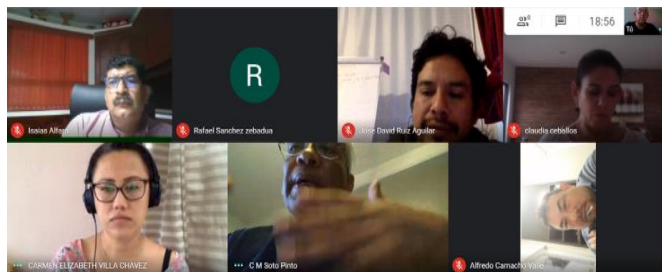 18:56
Tú
R
Isaias Alfaro
Rafael Sanchez zebadua
Jose David Ruiz Aguilar
claudia ceballos
CARMEN ELIZABETH VILLA CHAVEZ
C M Soto Pinto
Alfredo Camacho Valle